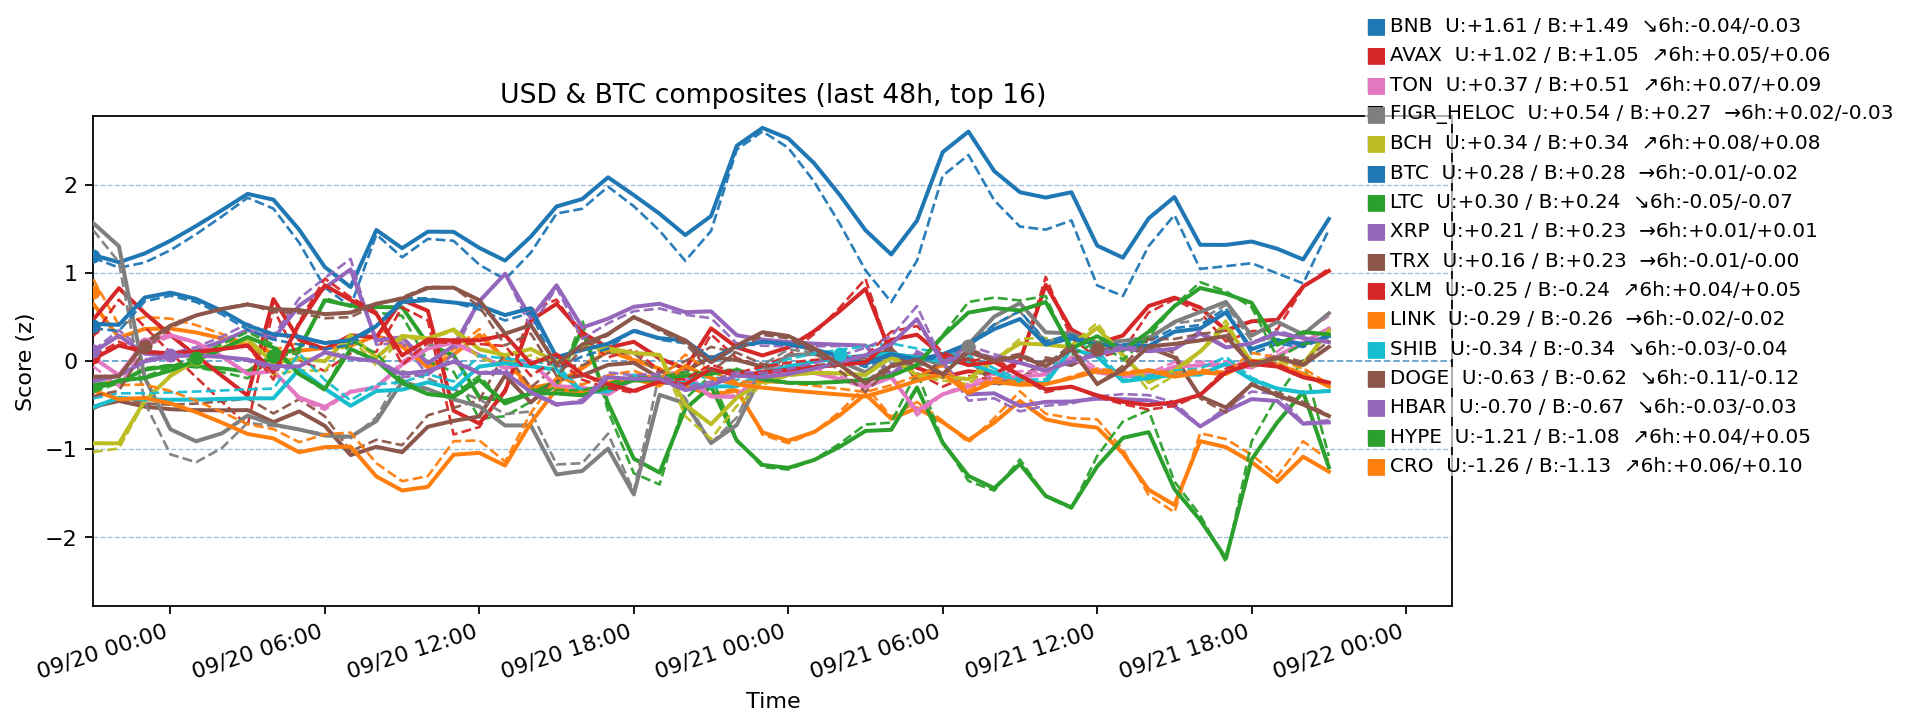 BNB  U:+1.61 / B:+1.49  ↘6h:-0.04/-0.03
AVAX  U:+1.02 / B:+1.05  ↗6h:+0.05/+0.06
TON  U:+0.37 / B:+0.51  ↗6h:+0.07/+0.09
FIGR_HELOC  U:+0.54 / B:+0.27  →6h:+0.02/-0.03
BCH  U:+0.34 / B:+0.34  ↗6h:+0.08/+0.08
BTC  U:+0.28 / B:+0.28  →6h:-0.01/-0.02
LTC  U:+0.30 / B:+0.24  ↘6h:-0.05/-0.07
XRP  U:+0.21 / B:+0.23  →6h:+0.01/+0.01
TRX  U:+0.16 / B:+0.23  →6h:-0.01/-0.00
XLM  U:-0.25 / B:-0.24  ↗6h:+0.04/+0.05
LINK  U:-0.29 / B:-0.26  →6h:-0.02/-0.02
SHIB  U:-0.34 / B:-0.34  ↘6h:-0.03/-0.04
DOGE  U:-0.63 / B:-0.62  ↘6h:-0.11/-0.12
HBAR  U:-0.70 / B:-0.67  ↘6h:-0.03/-0.03
HYPE  U:-1.21 / B:-1.08  ↗6h:+0.04/+0.05
CRO  U:-1.26 / B:-1.13  ↗6h:+0.06/+0.10
USD & BTC composites (last 48h, top 16)
Score (z)
2
1
0
−1
−2
09/20 00:00
09/20 06:00
09/20 12:00
09/20 18:00
09/21 00:00
09/21 06:00
09/21 12:00
09/21 18:00
09/22 00:00
Time